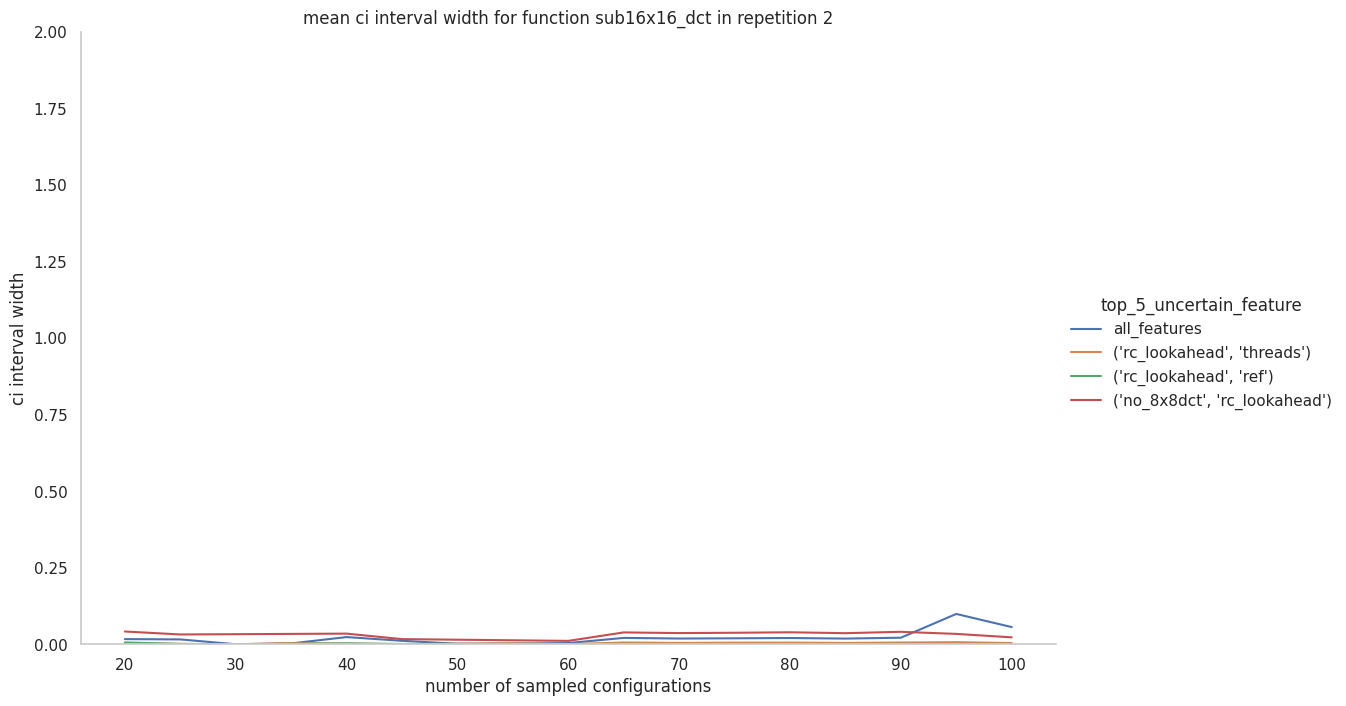 mean ci interval width for function sub16x16_dct in repetition 2
2.00
1.75
1.50
1.25
1.00
0.75
0.50
0.25
0.00
ci interval width
20 30 40 50 60 70 80 90 100
number of sampled configurations
top_5_uncertain_feature
all_features
('rc_lookahead', 'threads')
('rc_lookahead', 'ref')
('no_8x8dct', 'rc_lookahead')